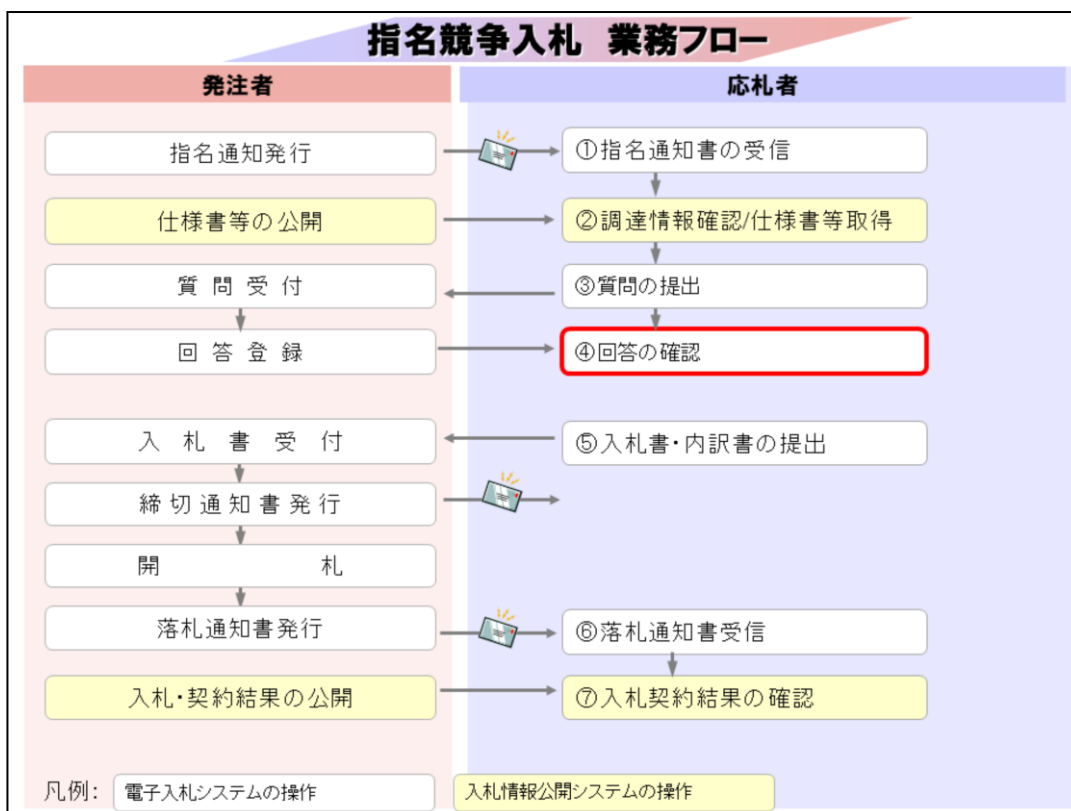 指名競争入札 業務フロー
発注者 応札者
指名通知発行 ①指名通知書の受信
仕様書等の公開 ②調達情報確認/仕様書等取得
質問受付 ③質問の提出
回答登録 ④回答の確認
入札書受付 ⑤入札書・内訳書の提出
締切通知書発行
開札
落札通知書発行 ⑥落札通知書受信
入札・契約結果の公開 ⑦入札契約結果の確認
凡例: 電子入札システムの操作 入札情報公開システムの操作